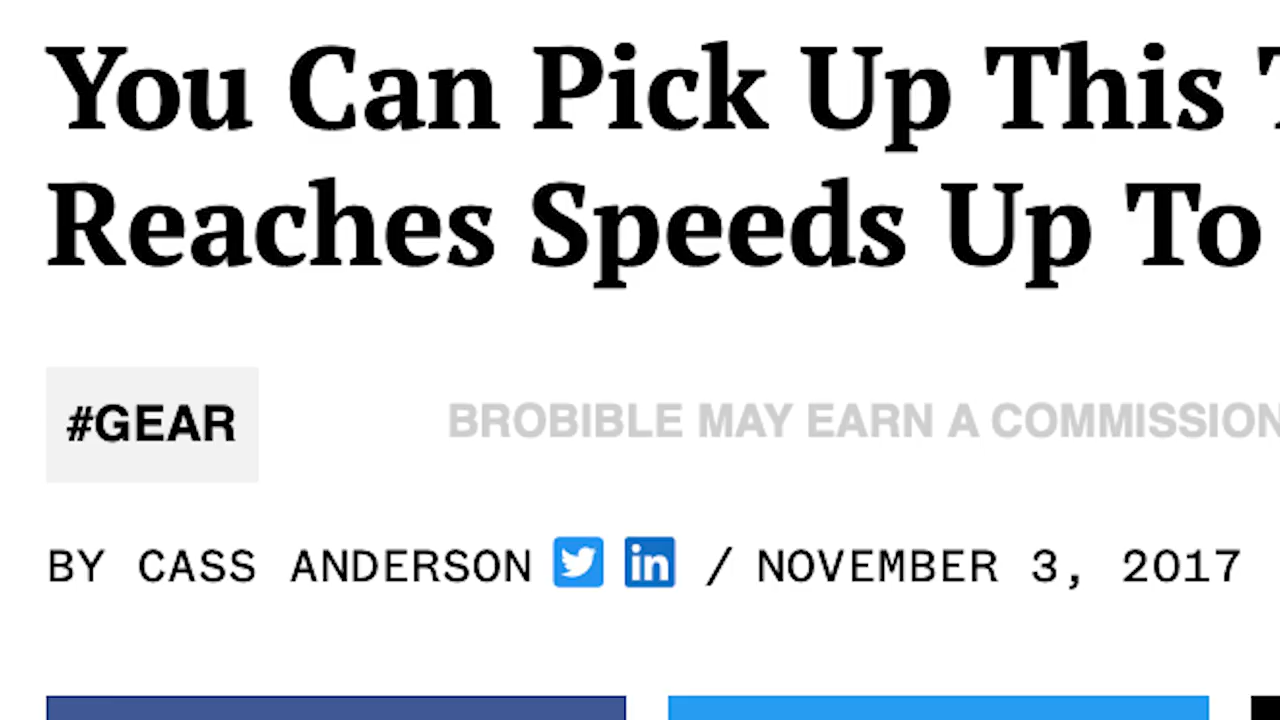 You Can Pick Up This
Reaches Speeds Up To
#GEAR
BROBIBLE MAY EARN A COMMISSION
BY CASS ANDERSON in / NOVEMBER 3, 2017